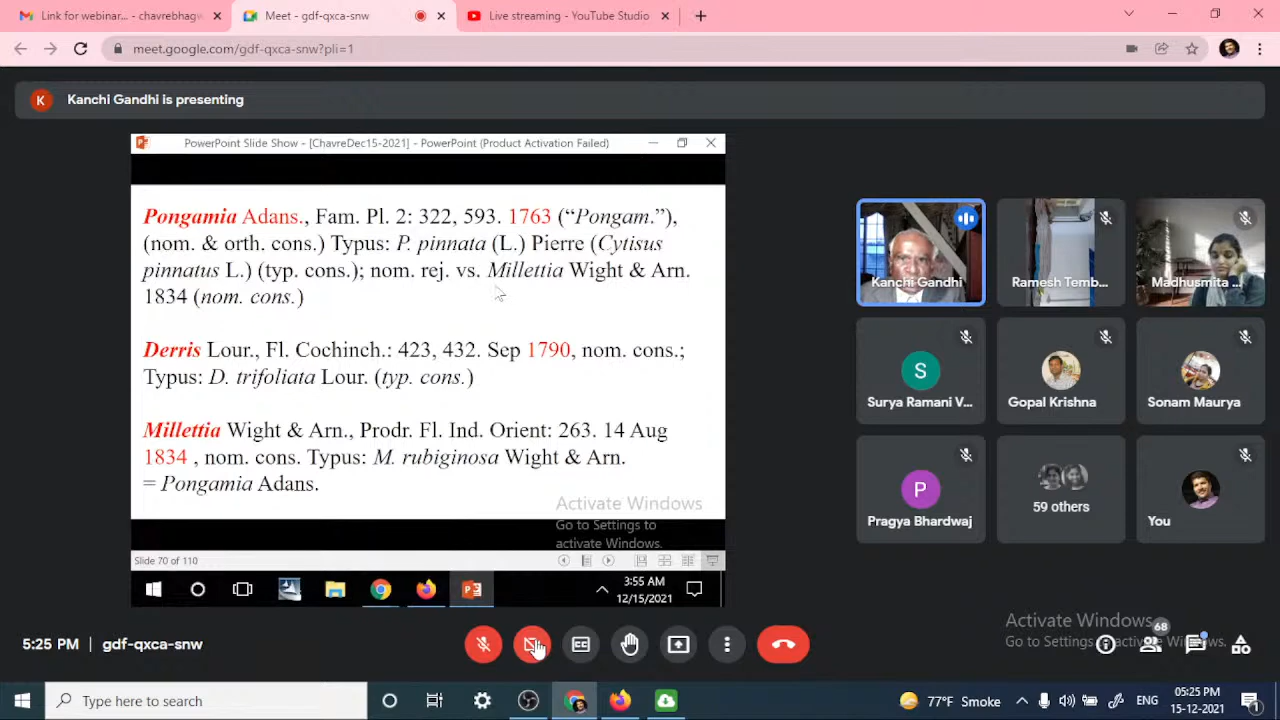 Link for webinar... - chavrebhagw
Meet - gdf-qxca-snw
Live streaming - YouTube Studio
meet.google.com/gdf-qxca-snw?pli=1
K
Kanchi Gandhi is presenting
PowerPoint Slide Show - [ChavreDec15-2021] - PowerPoint (Product Activation Failed)
Pongamia Adans., Fam. Pl. 2: 322, 593. 1763 (“Pongam.”),
(nom. & orth. cons.) Typus: P. pinnata (L.) Pierre (Cytisus
pinnatus L.) (typ. cons.); nom. rej. vs. Millettia Wight & Arn.
1834 (nom. cons.)
Derris Lour., Fl. Cochinch.: 423, 432. Sep 1790, nom. cons.;
Typus: D. trifoliata Lour. (typ. cons.)
Millettia Wight & Arn., Prodr. Fl. Ind. Orient: 263. 14 Aug
1834 , nom. cons. Typus: M. rubiginosa Wight & Arn.
= Pongamia Adans.
Activate Windows
Go to Settings to
activate Windows.
Slide 70 of 110
3:55 AM
12/15/2021
Kanchi Gandhi
Ramesh Temb...
Madhusmita ...
S
Surya Ramani V...
Gopal Krishna
Sonam Maurya
P
Pragya Bhardwaj
59 others
You
Activate Windows
Go to Settings to activate Windows.
5:25 PM | gdf-qxca-snw
68
Type here to search
77°F Smoke
ENG
05:25 PM
15-12-2021
1